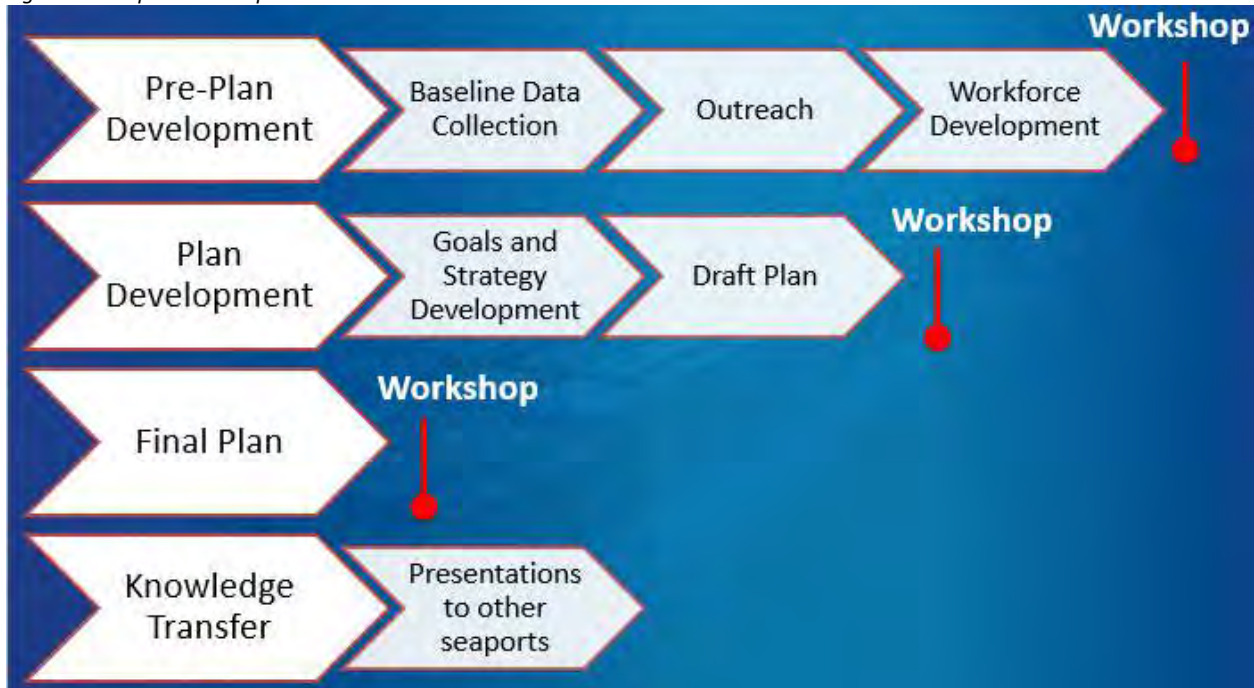 Workshop
Pre-Plan
Development
Baseline Data
Collection
Outreach
Workforce
Development
Plan
Development
Goals and
Strategy
Development
Draft Plan
Workshop
Final Plan
Workshop
Knowledge
Transfer
Presentations
to other
seaports